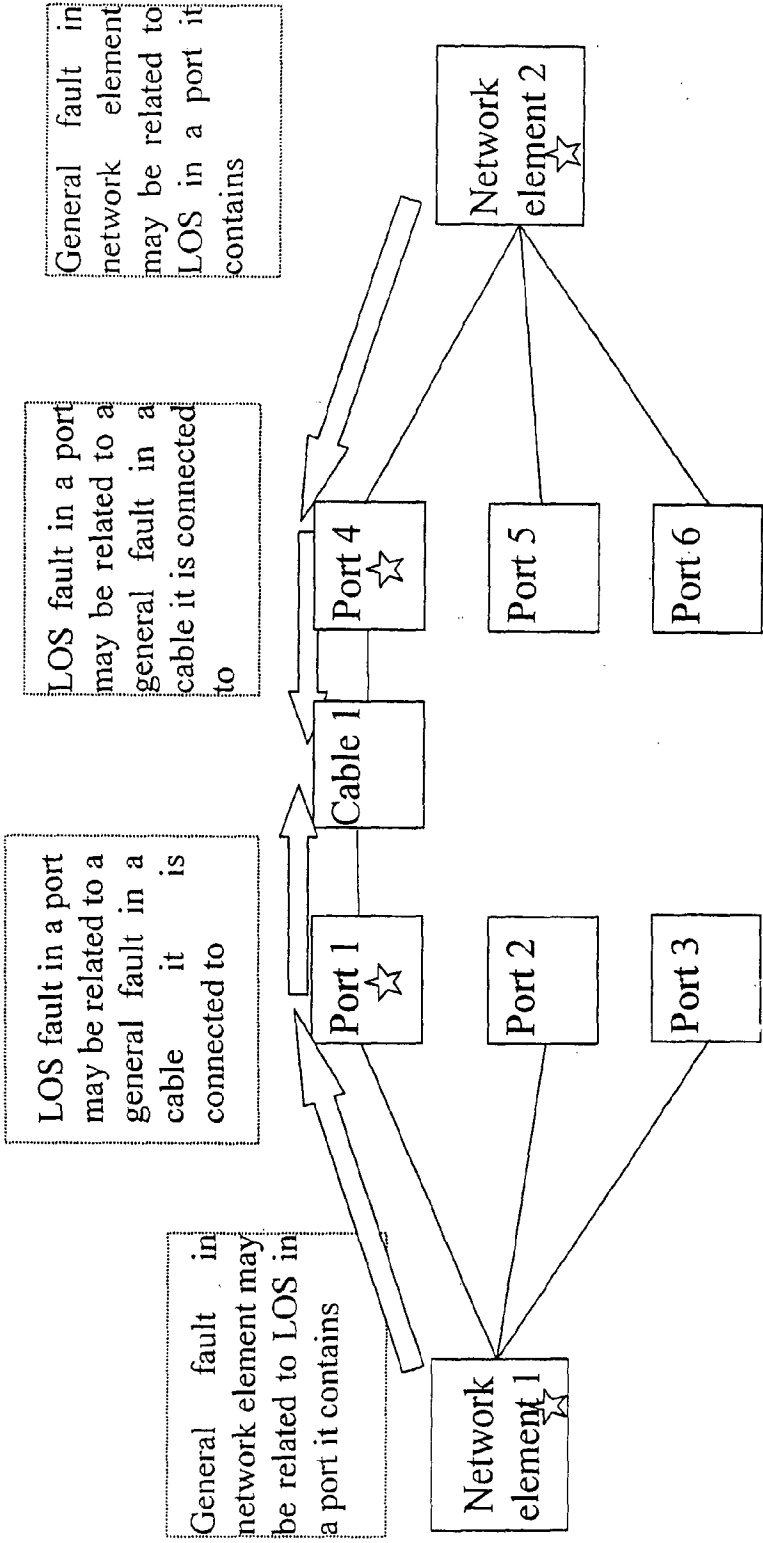 General fault in
network element may
be related to LOS in
a port it contains
LOS fault in a port
may be related to a
general fault in a
cable it is
connected to
LOS fault in a port
may be related to a
general fault in a
cable it is connected
to
General fault in
network element
may be related to
LOS in a port it
contains
Network
element 1
Port 1
Port 2
Port 3
Cable 1
Port 4
Port 5
Port 6
Network
element 2